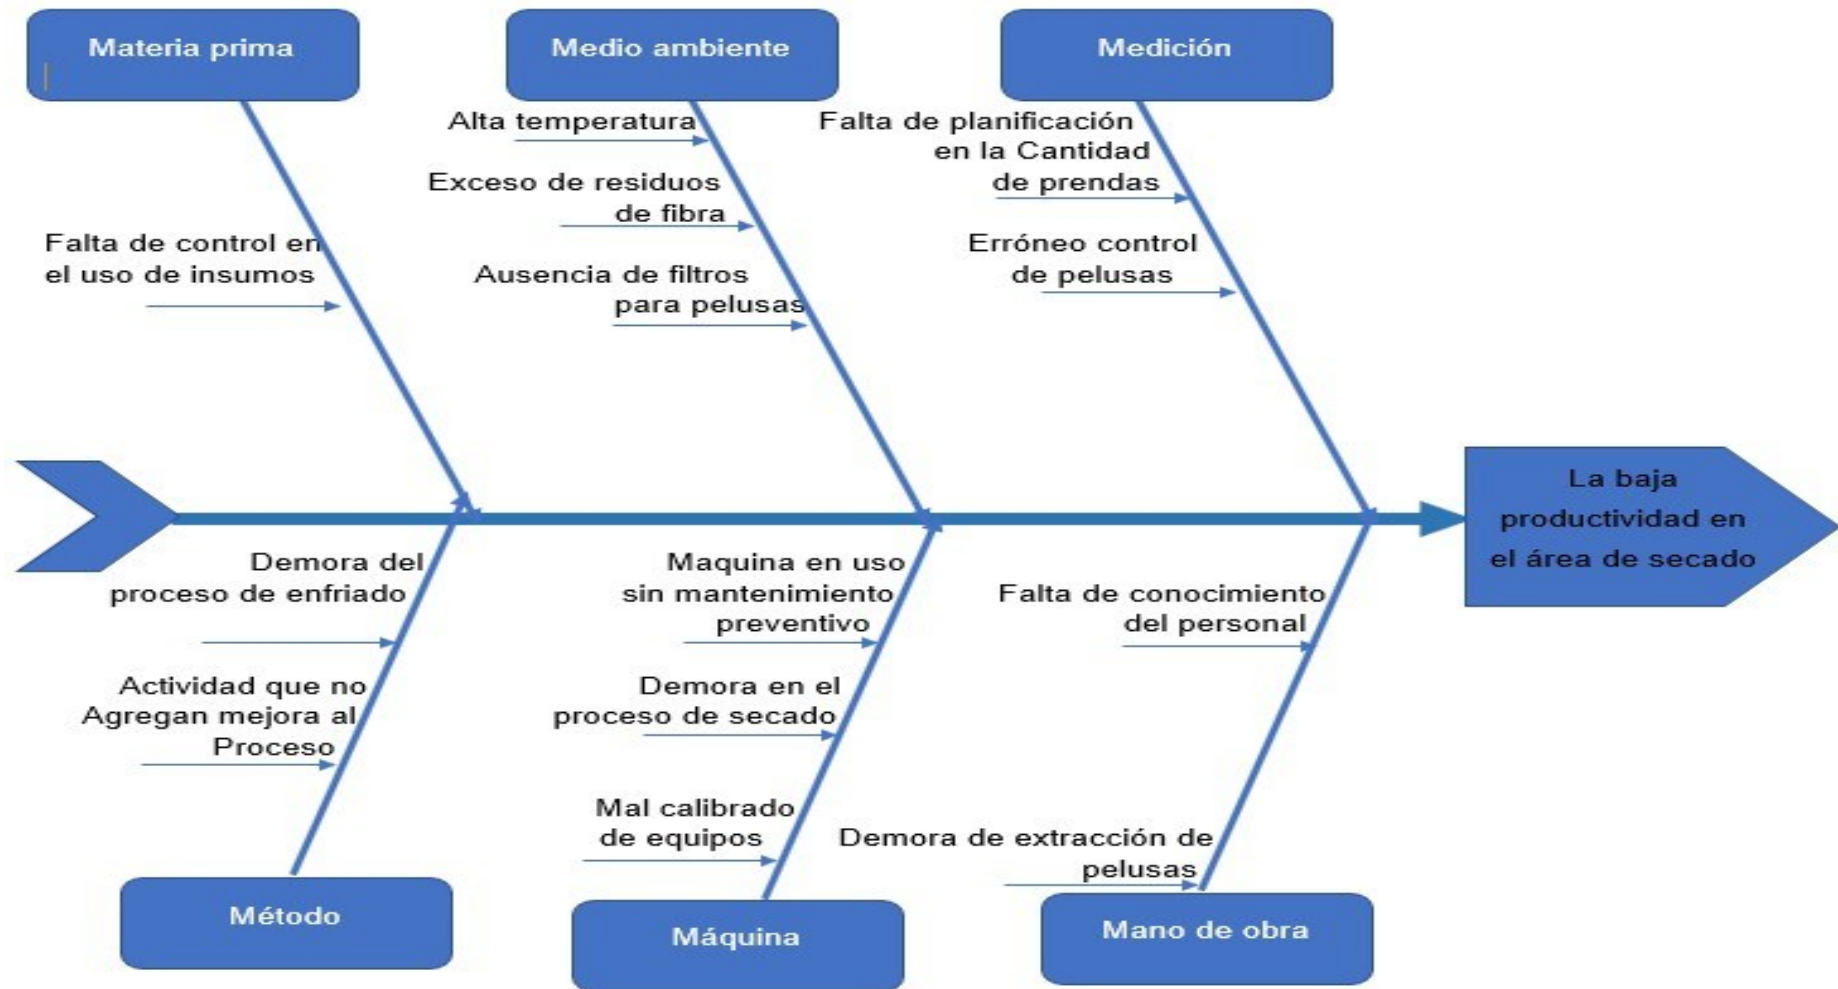 Materia prima
Medio ambiente
Medición
Alta temperatura
Exceso de residuos
de fibra
Ausencia de filtros
para pelusas
Falta de planificación
en la Cantidad
de prendas
Erróneo control
de pelusas
Falta de control en
el uso de insumos
La baja
productividad en
el área de secado
Demora del
proceso de enfriado
Actividad que no
Agregan mejora al
Proceso
Maquina en uso
sin mantenimiento
preventivo
Demora en el
proceso de secado
Mal calibrado
de equipos
Falta de conocimiento
del personal
Demora de extracción de
pelusas
Método
Máquina
Mano de obra